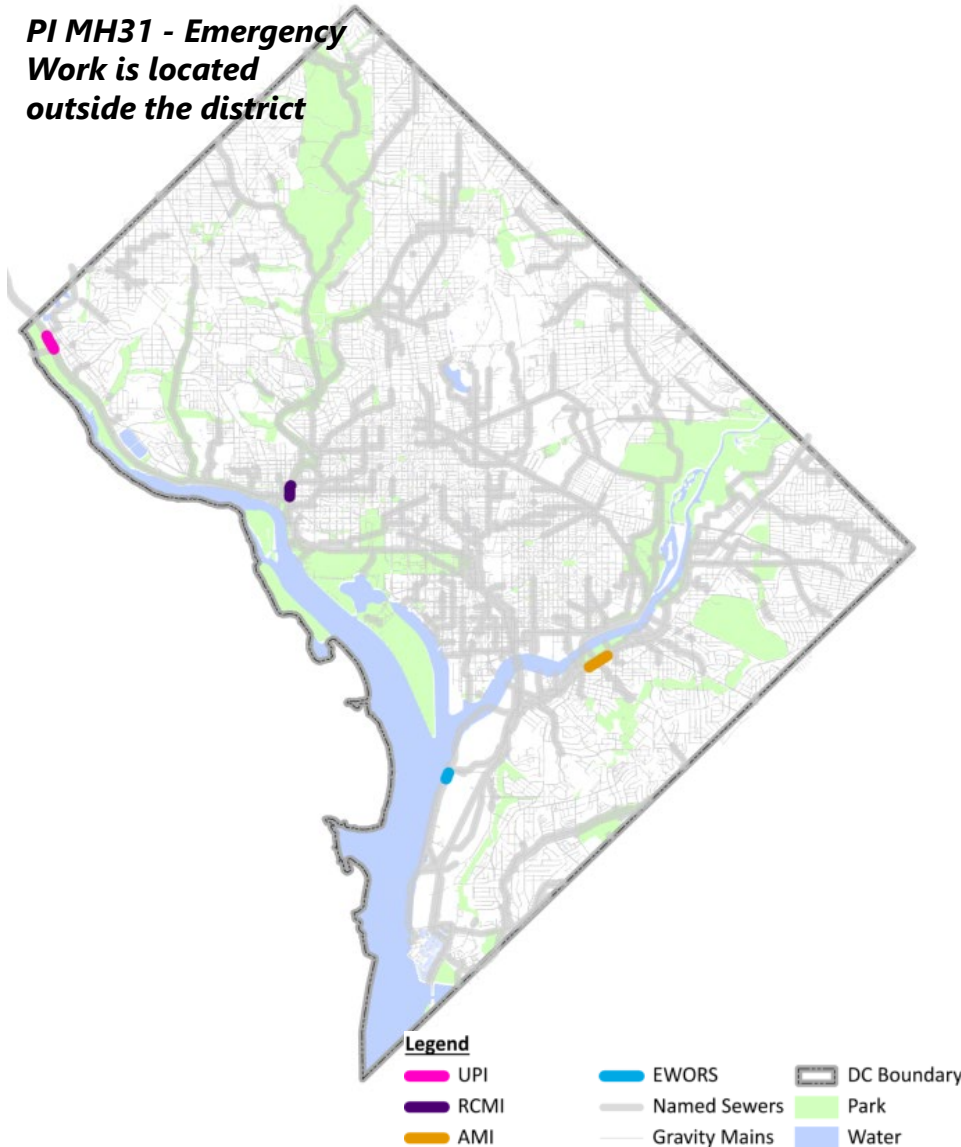 PI MH31 - Emergency
Work is located
outside the district
Legend
UPI
EWORS
DC Boundary
RCMI
Named Sewers
Park
AMI
Gravity Mains
Water